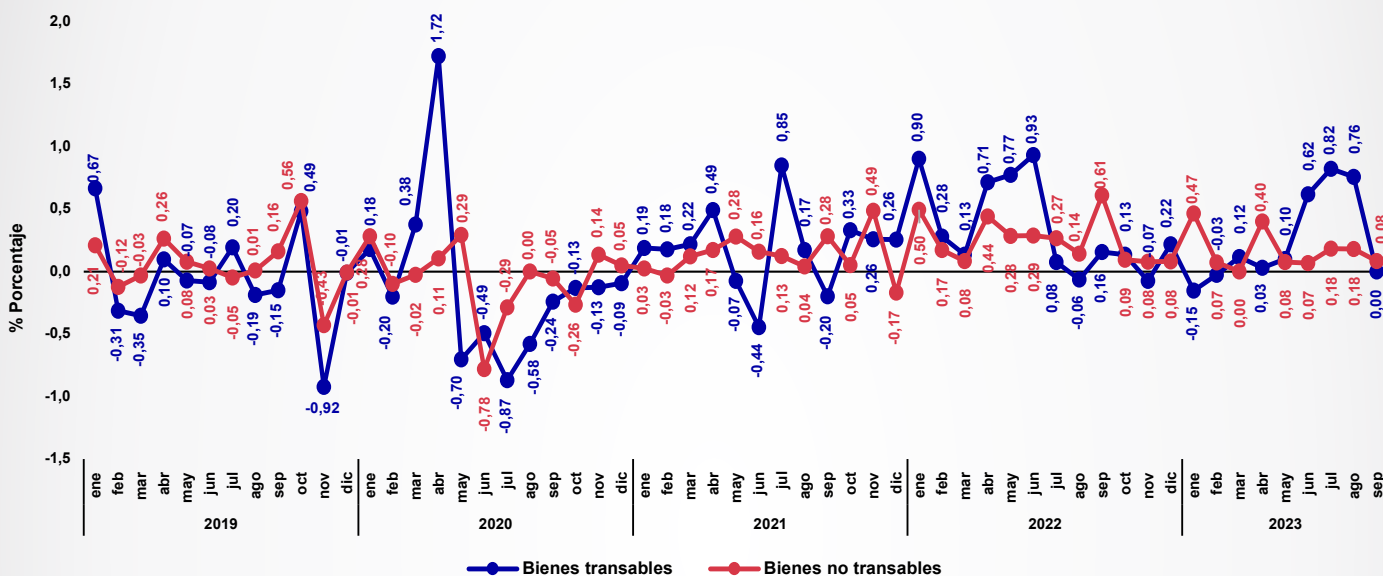 % Porcentaje
2,0
1,5
1,0
0,5
0,0
-0,5
-1,0
-1,5
0,67 -0,31 -0,35 0,10 -0,07 -0,08 0,20 -0,19 -0,15 0,49 -0,92 -0,01 0,18 -0,20 0,38 1,72 -0,70 -0,49 -0,87 -0,58 -0,24 -0,13 -0,13 -0,09 0,19 0,18 0,22 0,49 -0,07 -0,44 0,85 0,17 -0,20 0,33 0,26 0,26 0,90 0,28 0,13 0,71 0,77 0,93 0,08 -0,06 0,16 0,13 -0,07 0,22 -0,15 -0,03 0,12 0,03 0,10 0,62 0,82 0,76 0,00
0,21 -0,12 -0,03 0,26 0,08 0,03 -0,05 0,01 0,16 0,56 -0,43 -0,01 0,28 -0,10 -0,02 0,11 0,29 -0,78 -0,29 0,00 -0,05 -0,26 0,14 0,05 0,03 -0,03 0,12 0,17 0,28 0,16 0,13 0,04 0,28 0,05 0,49 -0,17 0,50 0,17 0,08 0,44 0,28 0,29 0,27 0,14 0,61 0,09 0,08 0,08 0,47 0,07 0,00 0,40 0,08 0,07 0,18 0,18 0,08
ene feb mar abr may jun jul ago sep oct nov dic ene feb mar abr may jun jul ago sep oct nov dic ene feb mar abr may jun jul ago sep oct nov dic ene feb mar abr may jun jul ago sep oct nov dic ene feb mar abr may jun jul ago sep
2019 2020 2021 2022 2023
Bienes transables Bienes no transables